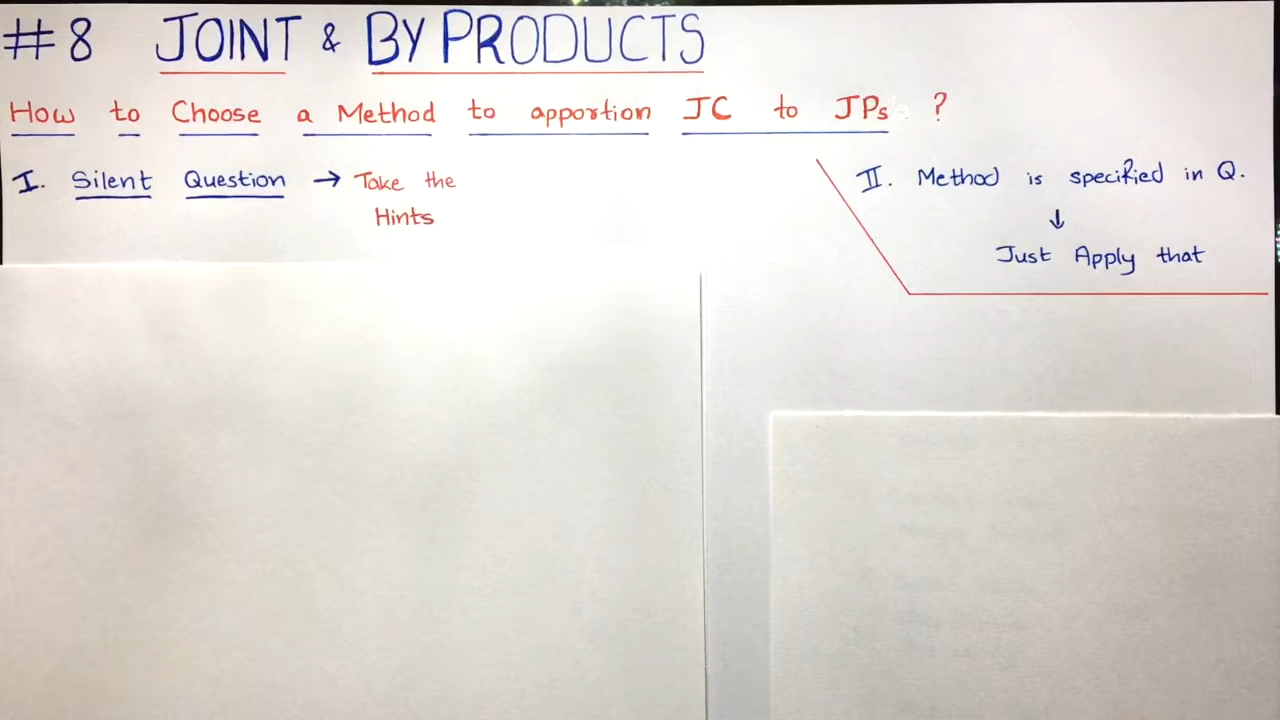 #8 JOINT & BY PRODUCTS
How to Choose a Method to apportion JC to JPs ?
I. Silent Question → Take the
Hints
II. Method is specified in Q.
↓
Just Apply that